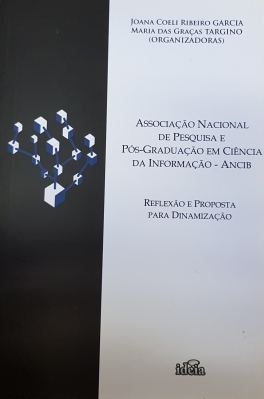 Joana Coeli Ribeiro GARCIA
Maria das Graças TARGINO
(ORGANIZADORAS)
Associação Nacional
de Pesquisa e
Pós-Graduação em Ciência
da Informação - Ancib
Reflexão e Proposta
para Dinamização
ideia